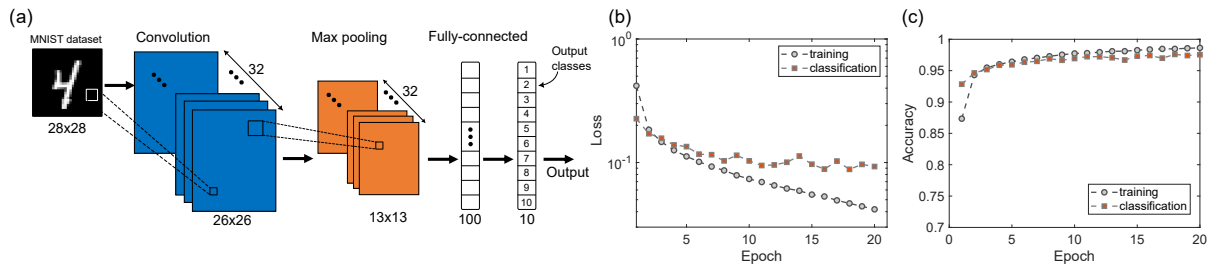 (a)
MNIST dataset
28x28
Convolution
32
26x26
Max pooling
32
13x13
Fully-connected
100
Output
classes
1
2
3
4
5
6
7
8
9
10
10
Output
(b)
Loss
10⁰
10⁻¹
training
classification
5
10
15
20
Epoch
(c)
Accuracy
1
0.95
0.9
0.85
0.8
0.75
0.7
training
classification
0
5
10
15
20
Epoch